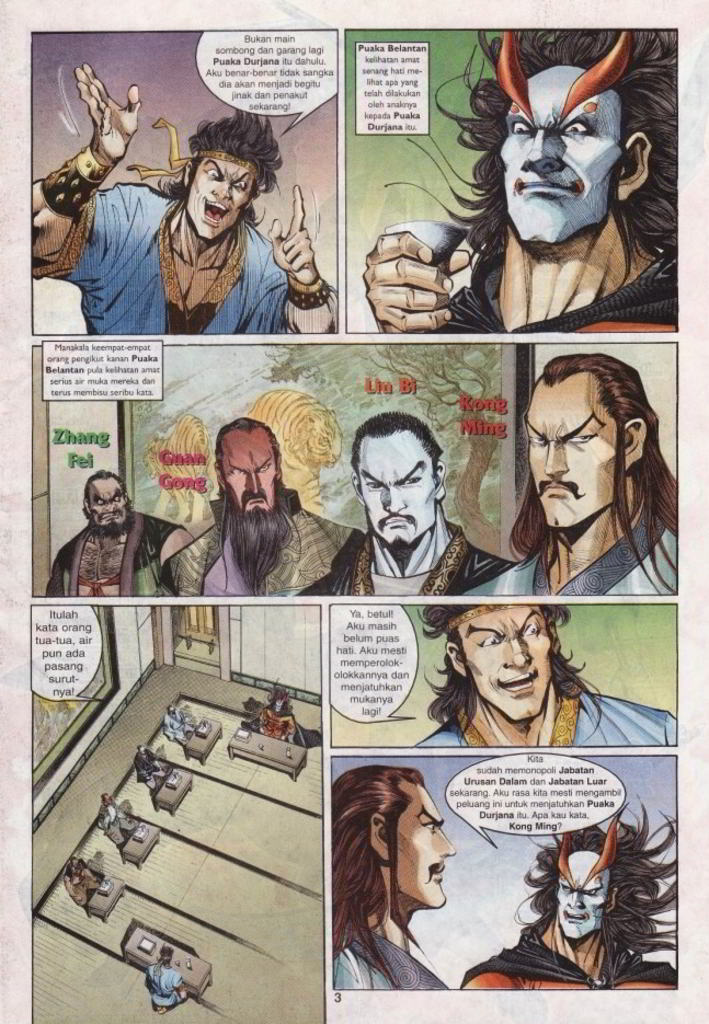 Bukan main
sombong dan garang lagi
Puaka Durjana itu dahulu.
Aku benar-benar tidak sangka
dia akan menjadi begitu
jinak dan penakut
sekarang!
Puaka Belantan
kelihatan amat
senang hati me-
lihat apa yang
telah dilakukan
oleh anaknya
kepada Puaka
Durjana itu.
Manakala keempat-empat
orang pengikut kanan Puaka
Belantan pula kelihatan amat
serius air muka mereka dan
terus membisu seribu kata.
Zhang
Fei
Guan
Gong
Liu Bi
Kong
Ming
Itulah
kata orang
tua-tua, air
pun ada
pasang
surut-
nya!
Ya, betul!
Aku masih
belum puas
hati. Aku mesti
memperolok-
olokkannya dan
menjatuhkan
mukanya
lagi!
Kita
sudah memonopoli Jabatan
Urusan Dalam dan Jabatan Luar
sekarang. Aku rasa kita mesti mengambil
peluang ini untuk menjatuhkan Puaka
Durjana itu. Apa kau kata,
Kong Ming?
3